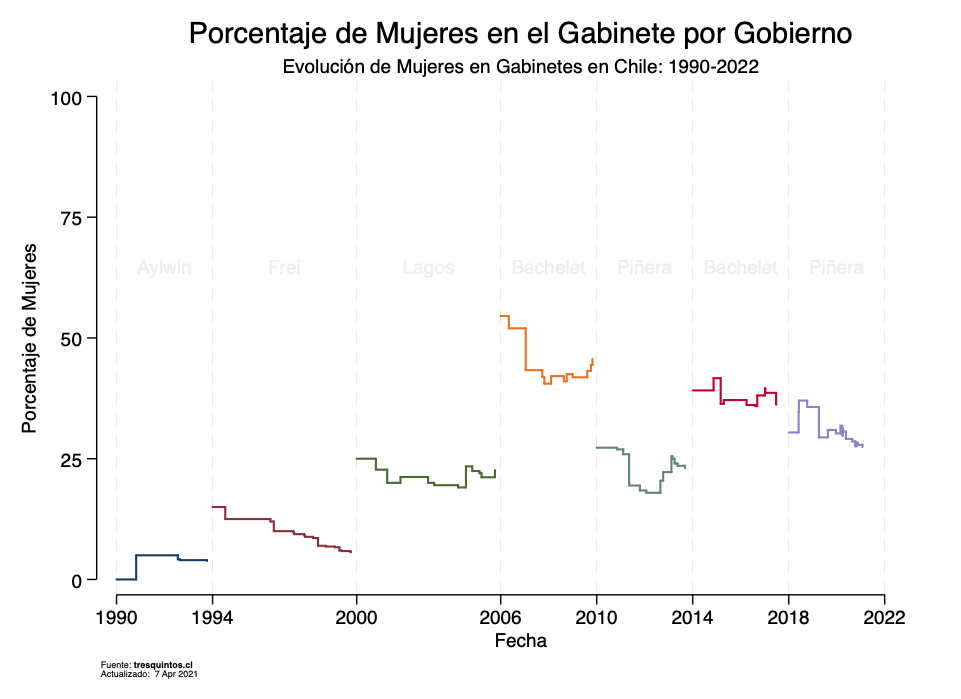 Porcentaje de Mujeres en el Gabinete por Gobierno
Evolución de Mujeres en Gabinetes en Chile: 1990-2022
Porcentaje de Mujeres
100
75
50
25
0
Aylwin Frei Lagos Bachelet Piñera Bachelet Piñera
1990 1994 2000 2006 2010 2014 2018 2022
Fecha
Fuente: tresquintos.cl
Actualizado: 7 Apr 2021